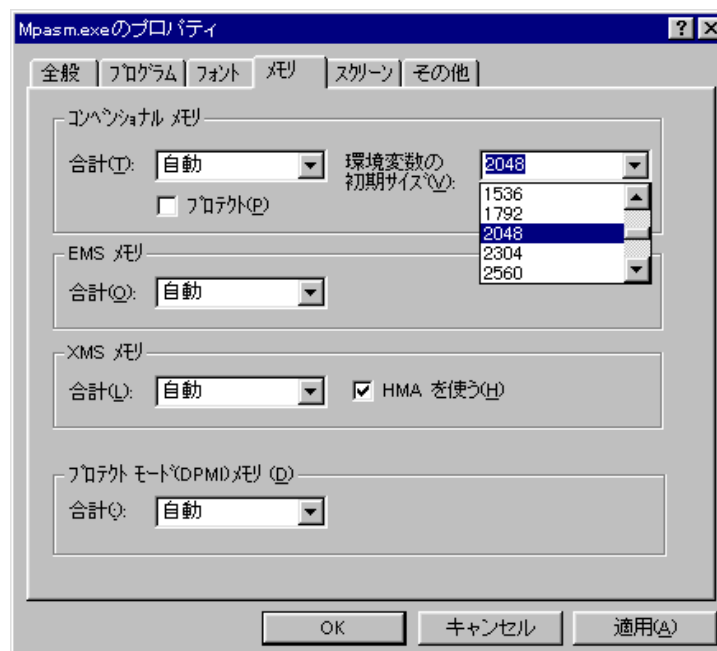 Mpasm.exeのプロパティ
全般 プログラム フォント メモリ スクリーン その他
コンベンショナル メモリ
合計(T): 自動 環境変数の初期サイズ(V): 2048
プロテクト(P)
1536
1792
2048
2304
2560
EMS メモリ
合計(O): 自動
XMS メモリ
合計(L): 自動 HMA を使う(H)
プロテクト モード(DPMI)メモリ (D)
合計(:): 自動
OK キャンセル 適用(A)